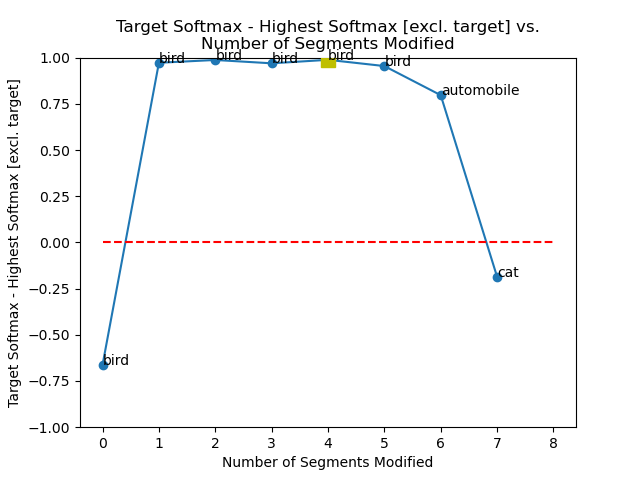 Target Softmax - Highest Softmax [excl. target] vs.
Number of Segments Modified
Target Softmax - Highest Softmax [excl. target]
1.00
0.75
0.50
0.25
0.00
−0.25
−0.50
−0.75
−1.00
bird
bird
bird
bird
bird
bird
automobile
cat
0 1 2 3 4 5 6 7 8
Number of Segments Modified